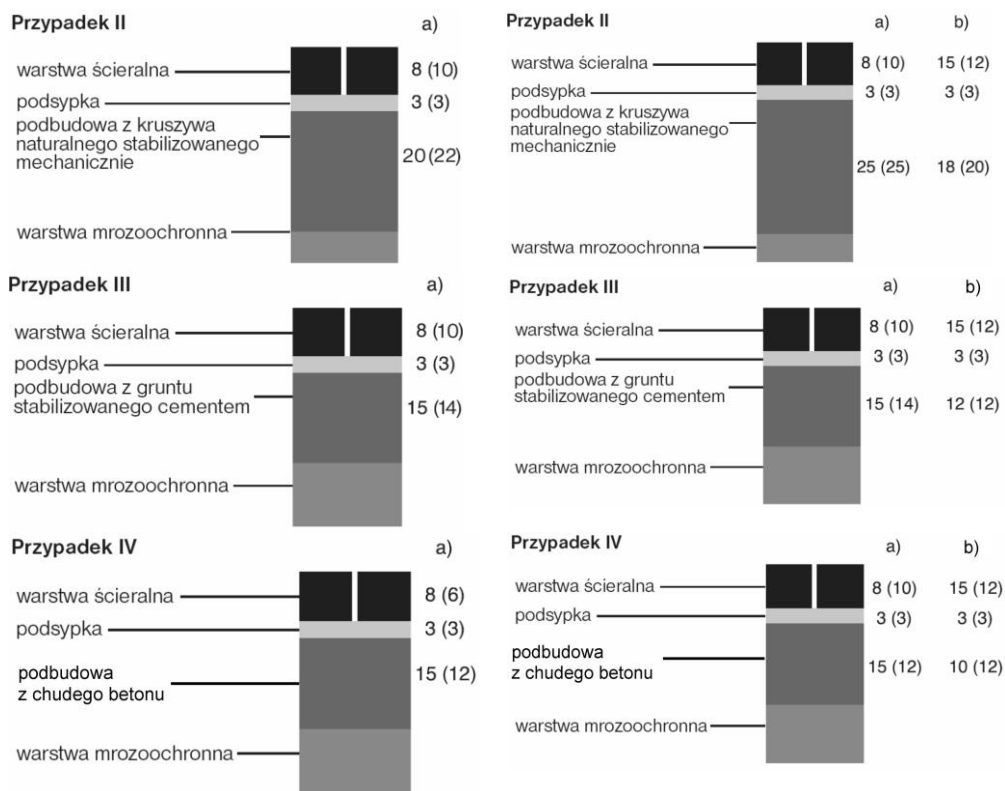 Przypadek II
a)
warstwa ścieralna
8 (10)
podsypka
3 (3)
podbudowa z kruszywa
naturalnego stabilizowanego
mechanicznie
20 (22)
warstwa mrozoochronna
Przypadek II
a) b)
warstwa ścieralna
8 (10) 15 (12)
podsypka
3 (3) 3 (3)
podbudowa z kruszywa
naturalnego stabilizowanego
mechanicznie
25 (25) 18 (20)
warstwa mrozoochronna
Przypadek III
a)
warstwa ścieralna
8 (10)
podsypka
3 (3)
podbudowa z gruntu
stabilizowanego cementem
15 (14)
warstwa mrozoochronna
Przypadek III
a) b)
warstwa ścieralna
8 (10) 15 (12)
podsypka
3 (3) 3 (3)
podbudowa z gruntu
stabilizowanego cementem
15 (14) 12 (12)
warstwa mrozoochronna
Przypadek IV
a)
warstwa ścieralna
8 (6)
podsypka
3 (3)
podbudowa
z chudego betonu
15 (12)
warstwa mrozoochronna
Przypadek IV
a) b)
warstwa ścieralna
8 (10) 15 (12)
podsypka
3 (3) 3 (3)
podbudowa
z chudego betonu
15 (12) 10 (12)
warstwa mrozoochronna